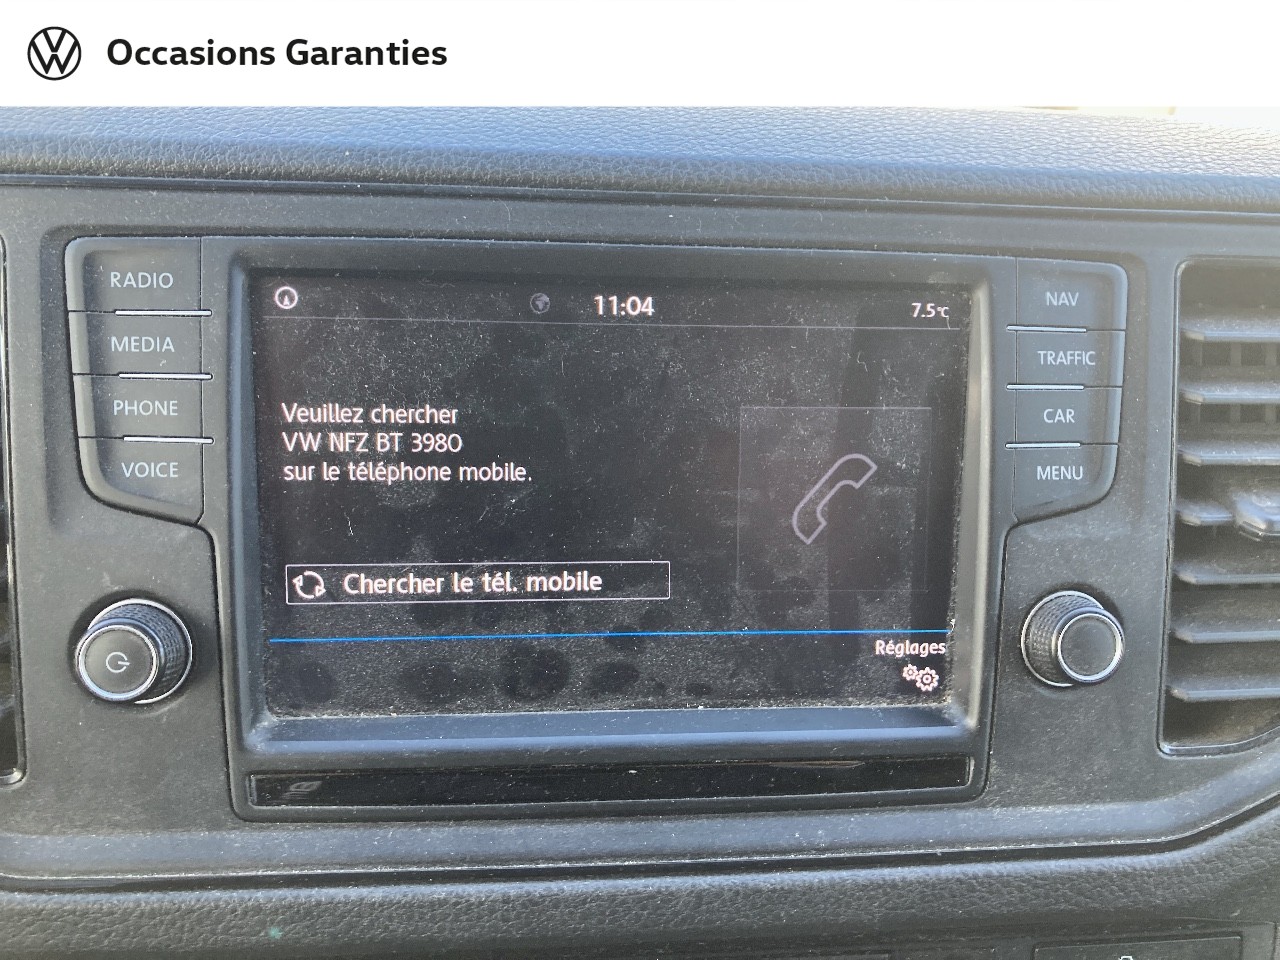 Occasions Garanties
RADIO
MEDIA
PHONE
VOICE
11:04
7.5°C
Veuillez chercher
VW NFZ BT 3980
sur le téléphone mobile.
Chercher le tél. mobile
Réglages
NAV
TRAFFIC
CAR
MENU